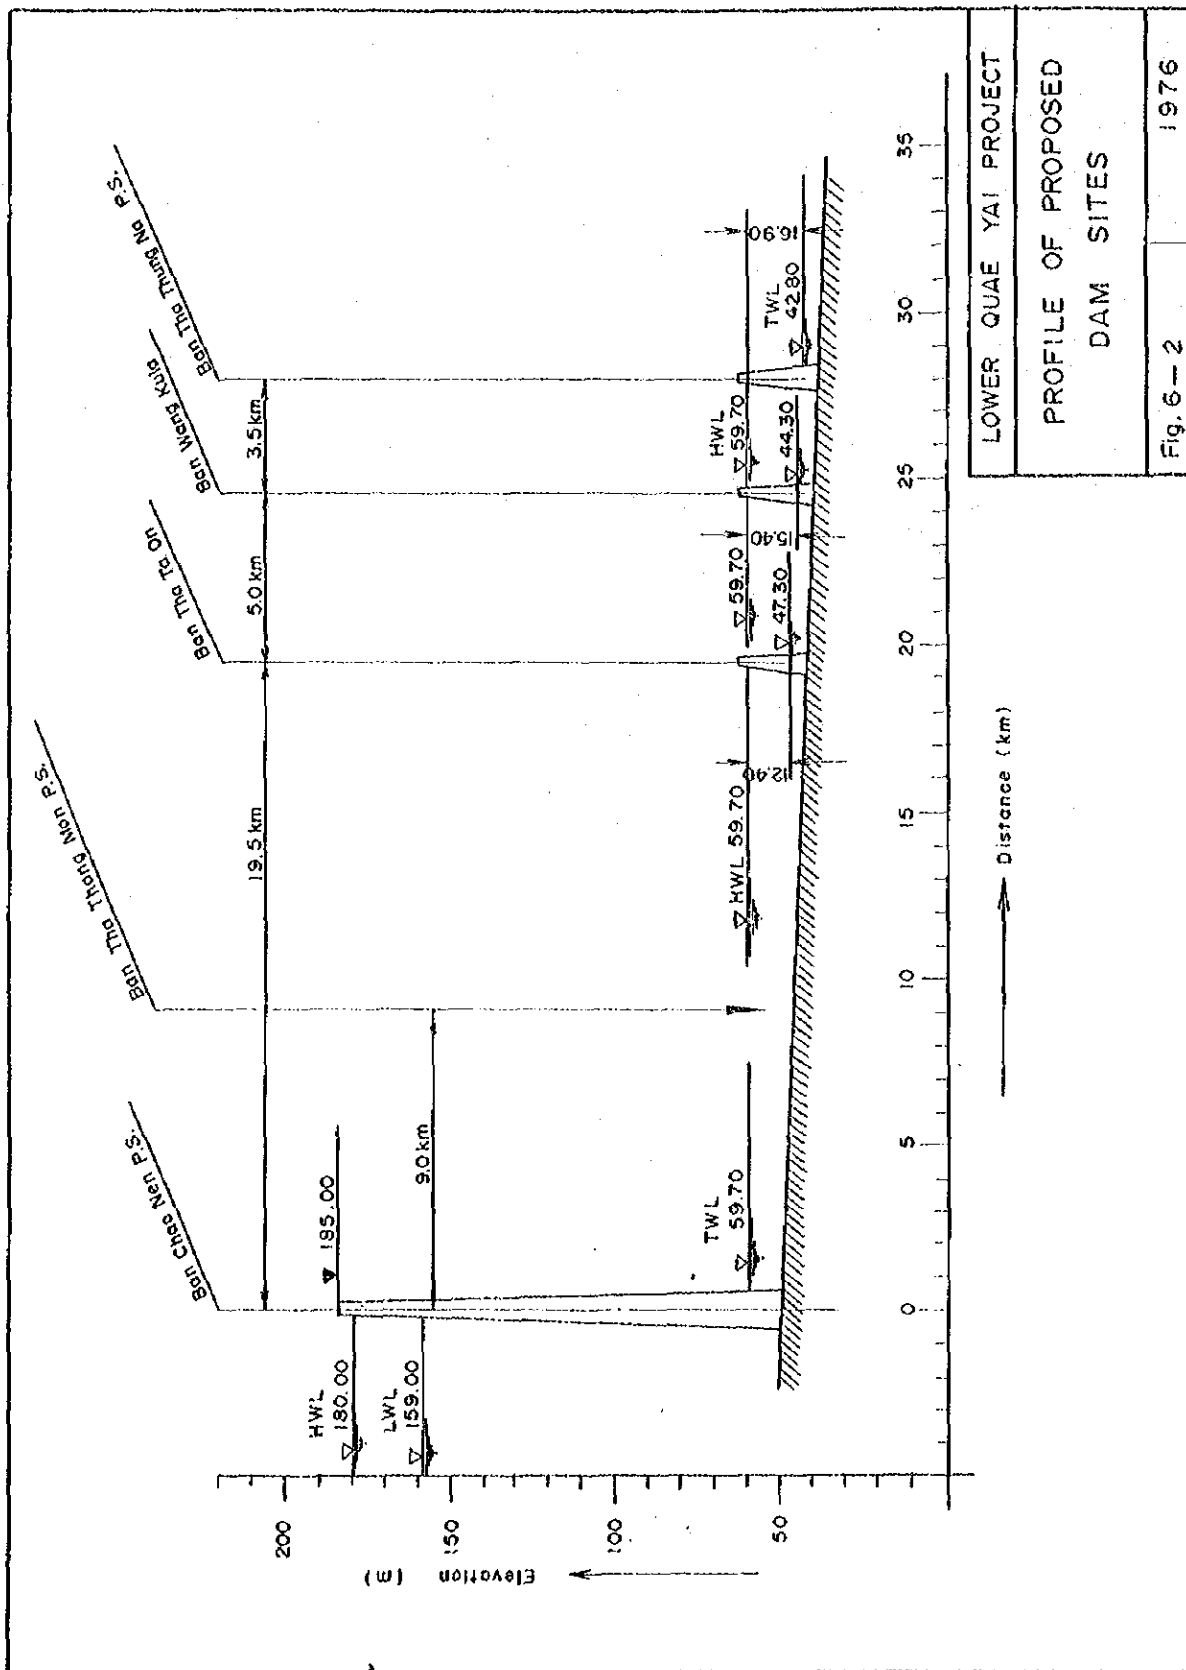 Ban Chao Nen P.S.
Ban Tha Thang Mon P.S.
Ban Tha Ta On
Ban Wang Kula
Ban Tha Thung Na P.S.
19.5 km
5.0 km
3.5 km
9.0 km
185.00
HWL
180.00
LWL
159.00
TWL
59.70
HWL 59.70
12.40
47.30
59.70
15.40
44.30
HWL
59.70
TWL
42.80
16.90
200
150
100
50
Elevation (m)
0
5
10
15
20
25
30
35
Distance (km)
LOWER QUAE YAI PROJECT
PROFILE OF PROPOSED
DAM SITES
Fig. 6-2 1976